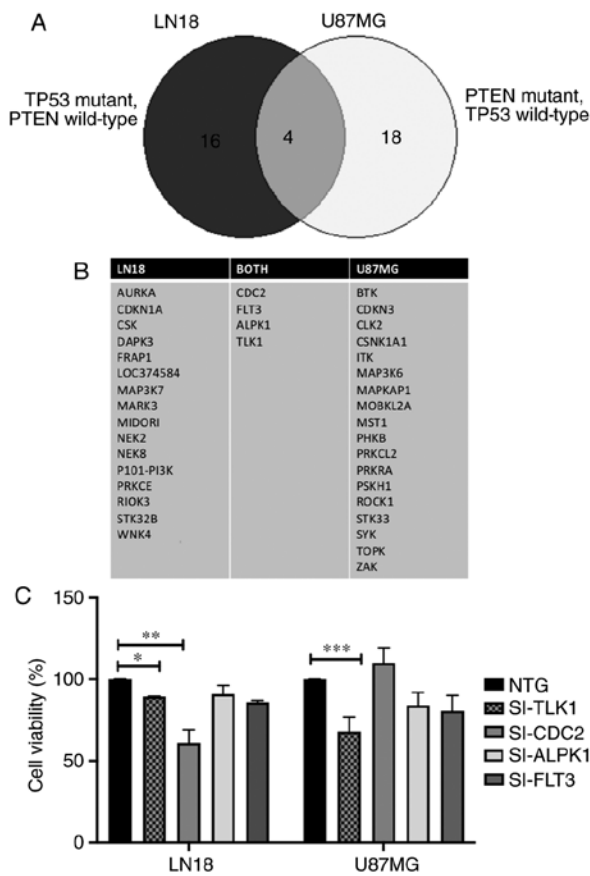 A
LN18
U87MG
TP53 mutant,
PTEN wild-type
16
4
18
PTEN mutant,
TP53 wild-type
B
LN18 BOTH U87MG
AURKA CDC2 BTK
CDKN1A FLT3 CDKN3
CSK ALPK1 CLK2
DAPK3 TLK1 CSNK1A1
FRAP1 ITK
LOC374584 MAP3K6
MAP3K7 MAPKAP1
MARK3 MOBKL2A
MIDORI MST1
NEK2 PHKB
NEK8 PRKCL2
P101-PI3K PRKRA
PRKCE PSKH1
RIOK3 ROCK1
STK32B STK33
WNK4 SYK
TOPK
ZAK
C
Cell viability (%)
150
100
50
0
**
*
***
LN18
U87MG
NTG
SI-TLK1
SI-CDC2
SI-ALPK1
SI-FLT3